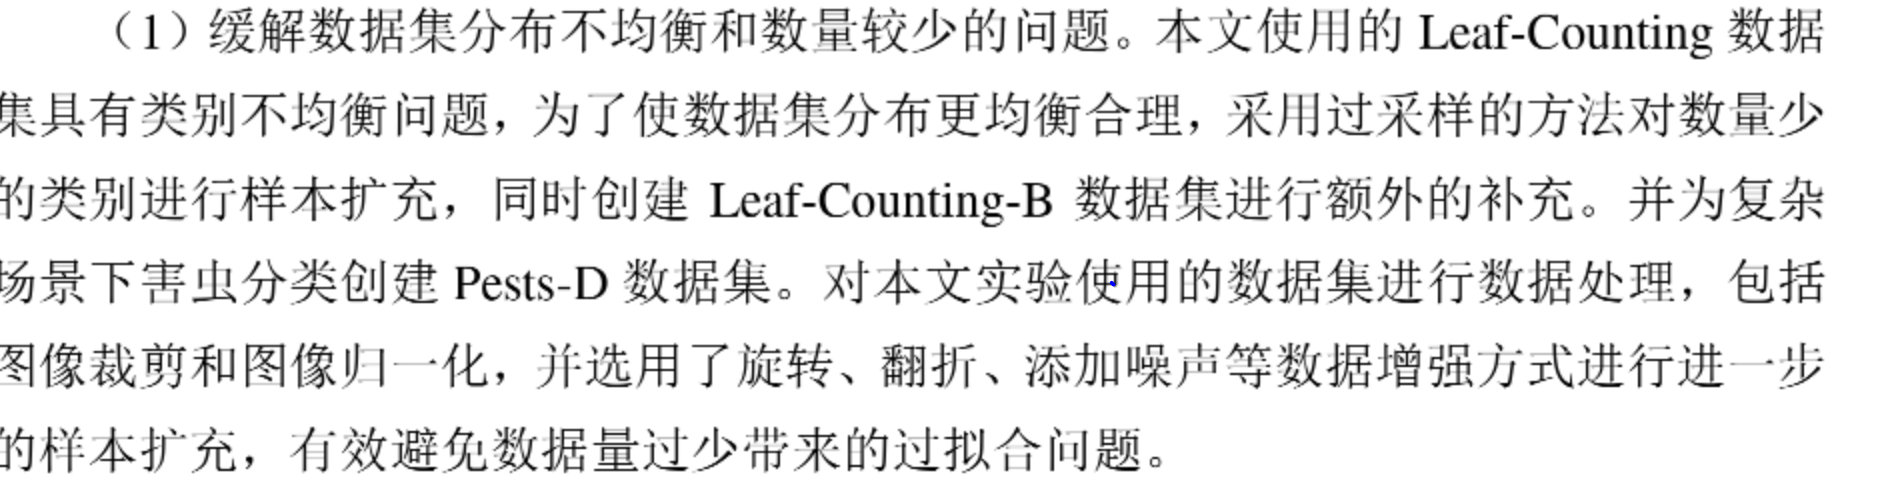 （1）缓解数据集分布不均衡和数量较少的问题。本文使用的 Leaf-Counting 数据
集具有类别不均衡问题，为了使数据集分布更均衡合理，采用过采样的方法对数量少
的类别进行样本扩充，同时创建 Leaf-Counting-B 数据集进行额外的补充。并为复杂
场景下害虫分类创建 Pests-D 数据集。对本文实验使用的数据集进行数据处理，包括
图像裁剪和图像归一化，并选用了旋转、翻折、添加噪声等数据增强方式进行进一步
的样本扩充，有效避免数据量过少带来的过拟合问题。